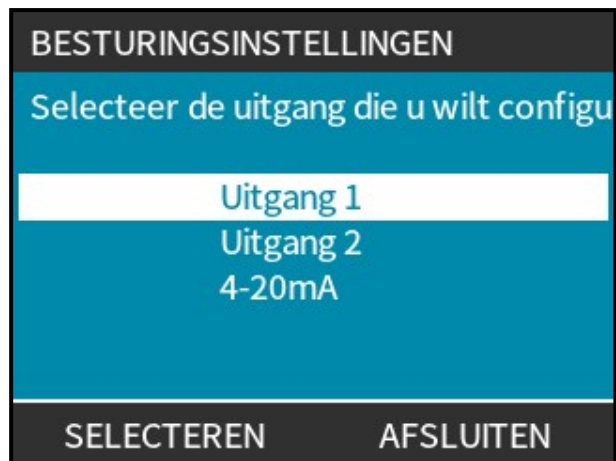 BESTURINGSINSTELLINGEN
Selecteer de uitgang die u wilt configu
Uitgang 1
Uitgang 2
4-20mA
SELECTEREN AFSLUITEN